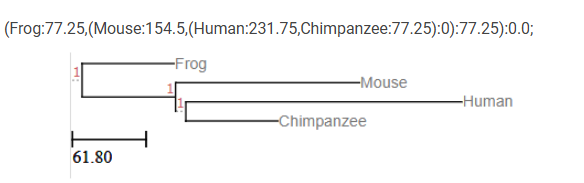 (Frog:77.25,(Mouse:154.5,(Human:231.75,Chimpanzee:77.25):0):77.25):0.0;
Frog
1
Mouse
1
Human
1
Chimpanzee
61.80